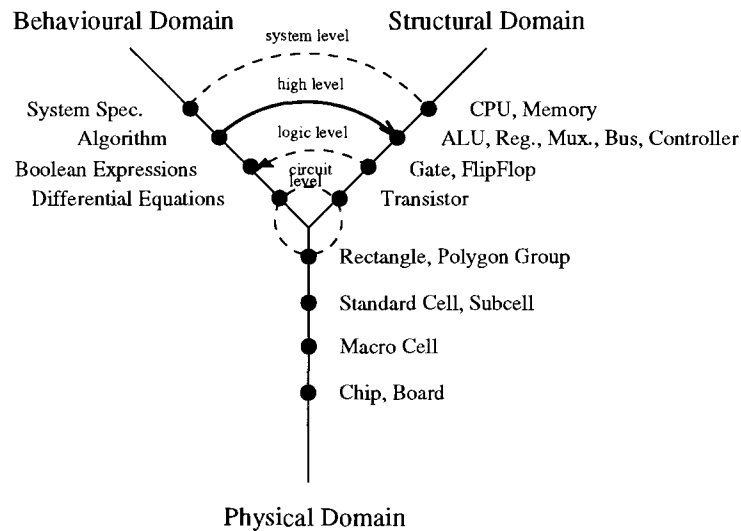 Behavioural Domain
Structural Domain
system level
high level
System Spec.
CPU, Memory
Algorithm
logic level
ALU, Reg., Mux., Bus, Controller
Boolean Expressions
circuit
level
Gate, FlipFlop
Differential Equations
Transistor
Rectangle, Polygon Group
Standard Cell, Subcell
Macro Cell
Chip, Board
Physical Domain